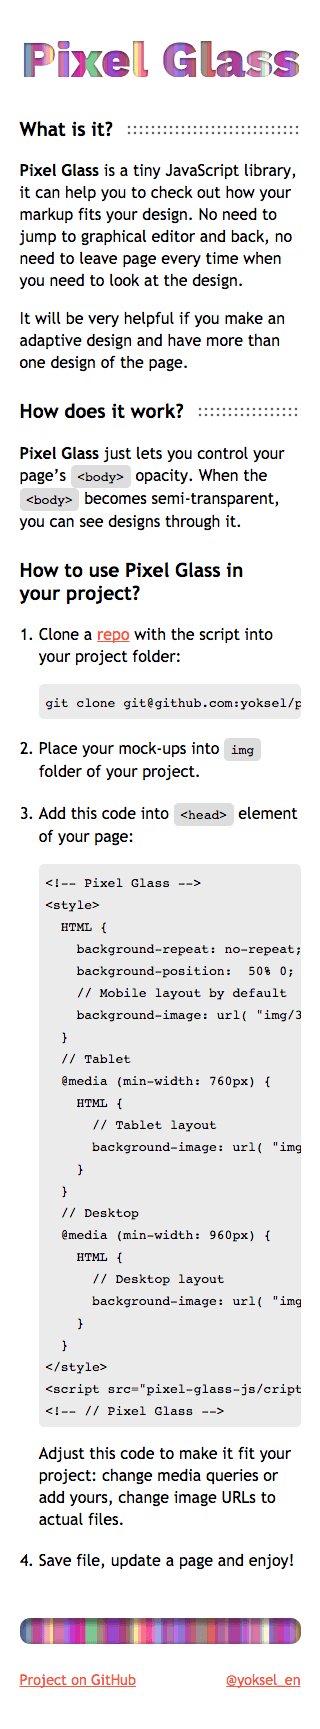 Pixel Glass
What is it?
Pixel Glass is a tiny JavaScript library,
it can help you to check out how your
markup fits your design. No need to
jump to graphical editor and back, no
need to leave page every time when
you need to look at the design.
It will be very helpful if you make an
adaptive design and have more than
one design of the page.
How does it work?
Pixel Glass just lets you control your
page’s <body> opacity. When the
<body> becomes semi-transparent,
you can see designs through it.
How to use Pixel Glass in
your project?
1. Clone a repo with the script into
your project folder:
git clone git@github.com:yoksel/p
2. Place your mock-ups into img
folder of your project.
3. Add this code into <head> element
of your page:
<!-- Pixel Glass -->
<style>
HTML {
background-repeat: no-repeat;
background-position:  50% 0;
// Mobile layout by default
background-image: url( "img/3
}
// Tablet
@media (min-width: 760px) {
HTML {
// Tablet layout
background-image: url( "img
}
}
// Desktop
@media (min-width: 960px) {
HTML {
// Desktop layout
background-image: url( "img
}
}
</style>
<script src="pixel-glass-js/cript
<!-- // Pixel Glass -->
Adjust this code to make it fit your
project: change media queries or
add yours, change image URLs to
actual files.
4. Save file, update a page and enjoy!
Project on GitHub
@yoksel_en